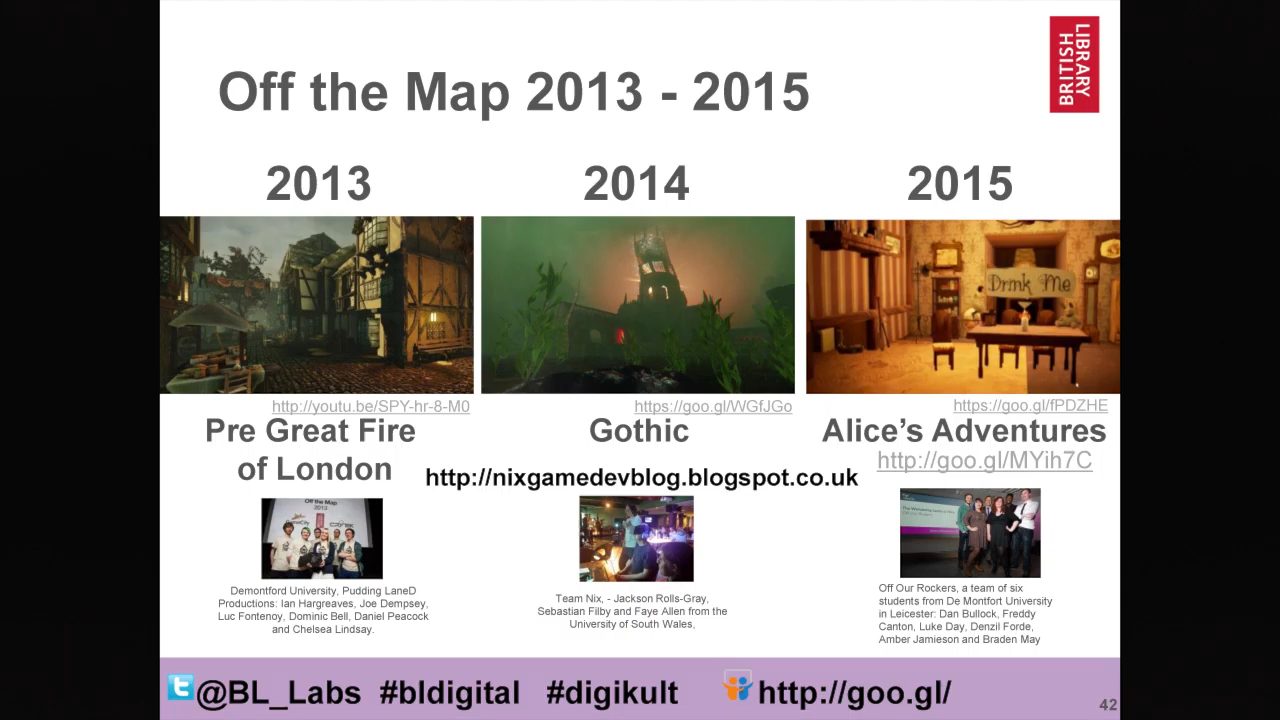 Off the Map 2013 - 2015
BRITISH
LIBRARY
2013
2014
2015
Drink Me
http://youtu.be/SPY-hr-8-M0
https://goo.gl/WGfJGo
https://goo.gl/fPDZHE
Pre Great Fire
of London
Gothic
Alice’s Adventures
http://goo.gl/MYih7C
http://nixgamedevblog.blogspot.co.uk
Off the Map
2013
Demontford University, Pudding LaneD
Productions: Ian Hargreaves, Joe Dempsey,
Luc Fontenoy, Dominic Bell, Daniel Peacock
and Chelsea Lindsay.
Team Nix, - Jackson Rolls-Gray,
Sebastian Filby and Faye Allen from the
University of South Wales,
Off Our Rockers, a team of six
students from De Montfort University
in Leicester: Dan Bullock, Freddy
Canton, Luke Day, Denzil Forde,
Amber Jamieson and Braden May
@BL_Labs #bldigital #digikult http://goo.gl/
42